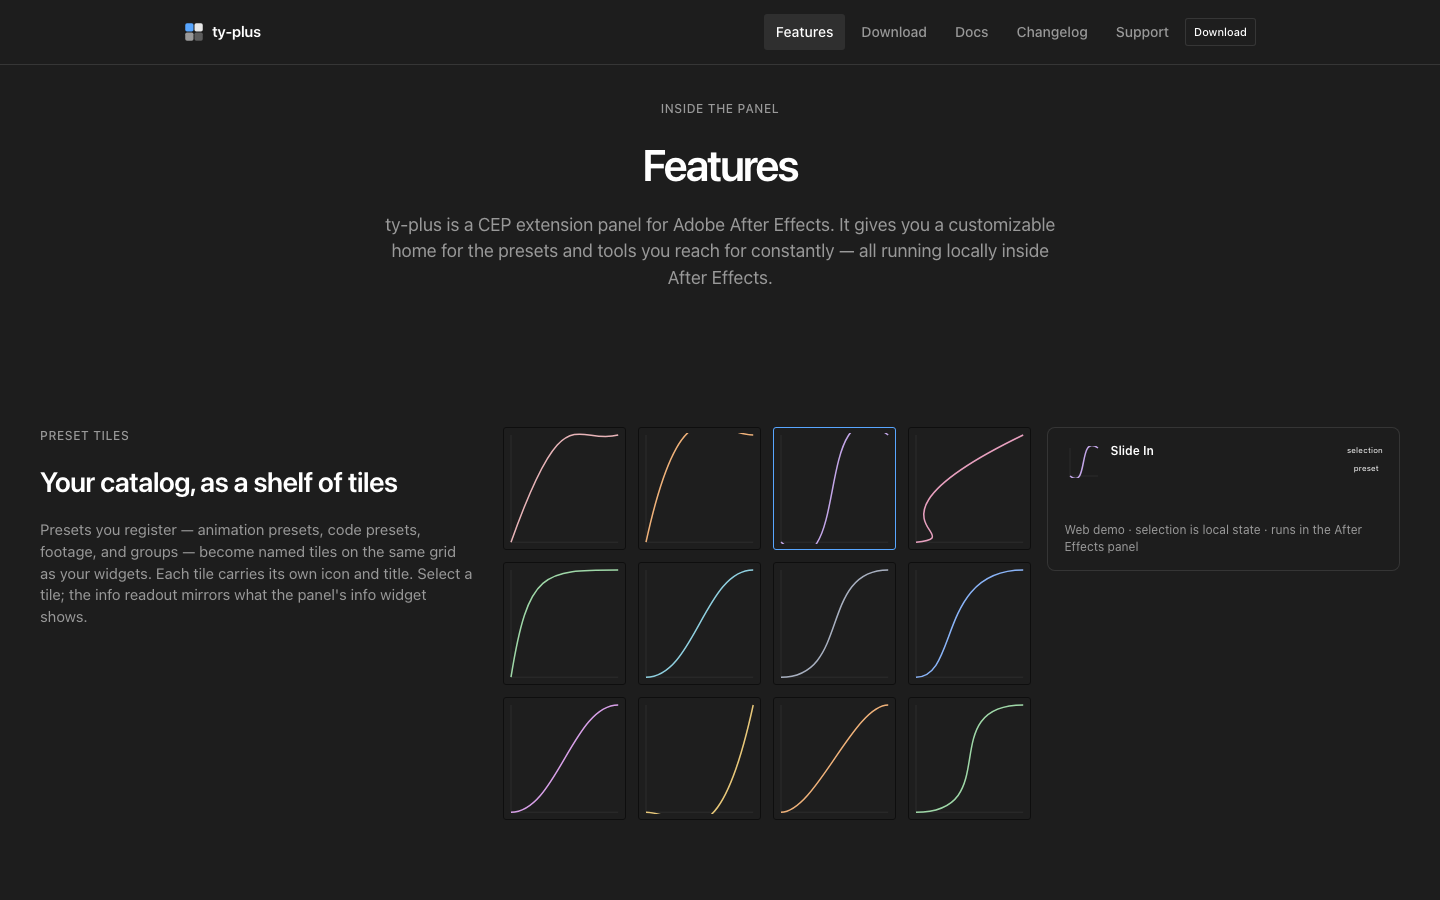 ty-plus
Features
Download
Docs
Changelog
Support
Download
INSIDE THE PANEL
Features
ty-plus is a CEP extension panel for Adobe After Effects. It gives you a customizable
home for the presets and tools you reach for constantly — all running locally inside
After Effects.
PRESET TILES
Your catalog, as a shelf of tiles
Presets you register — animation presets, code presets,
footage, and groups — become named tiles on the same grid
as your widgets. Each tile carries its own icon and title. Select a
tile; the info readout mirrors what the panel's info widget
shows.
Slide In
selection
preset
Web demo · selection is local state · runs in the After
Effects panel